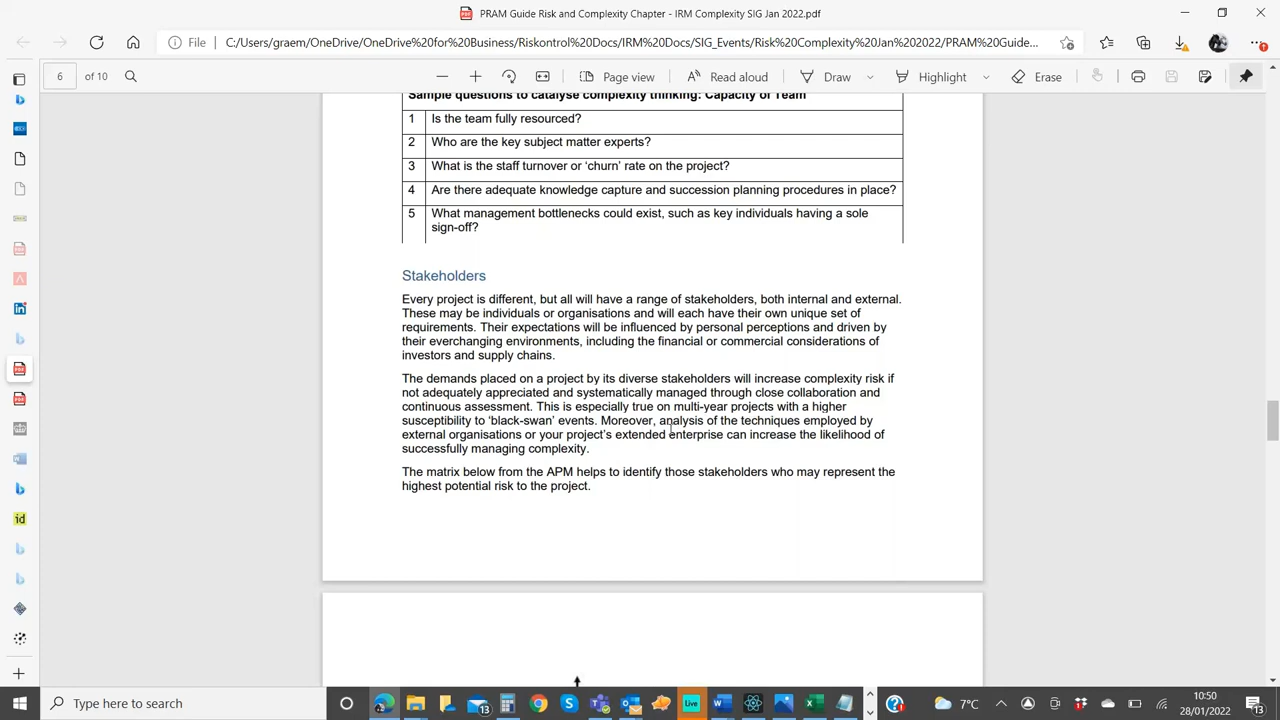 PRAM Guide Risk and Complexity Chapter - IRM Complexity SIG Jan 2022.pdf
File C:/Users/graem/OneDrive/OneDrive%20for%20Business/Riskontrol%20Docs/IRM%20Docs/SIG_Events/Risk%20Complexity%20Jan%202022/PRAM%20Guide...
6 of 10 Page view Read aloud Draw Highlight Erase
Sample questions to catalyse complexity thinking: Capacity of Team
1 Is the team fully resourced?
2 Who are the key subject matter experts?
3 What is the staff turnover or ‘churn’ rate on the project?
4 Are there adequate knowledge capture and succession planning procedures in place?
5 What management bottlenecks could exist, such as key individuals having a sole
sign-off?
Stakeholders
Every project is different, but all will have a range of stakeholders, both internal and external.
These may be individuals or organisations and will each have their own unique set of
requirements. Their expectations will be influenced by personal perceptions and driven by
their everchanging environments, including the financial or commercial considerations of
investors and supply chains.
The demands placed on a project by its diverse stakeholders will increase complexity risk if
not adequately appreciated and systematically managed through close collaboration and
continuous assessment. This is especially true on multi-year projects with a higher
susceptibility to ‘black-swan’ events. Moreover, analysis of the techniques employed by
external organisations or your project’s extended enterprise can increase the likelihood of
successfully managing complexity.
The matrix below from the APM helps to identify those stakeholders who may represent the
highest potential risk to the project.
Type here to search
13
Live
7°C
10:50
28/01/2022